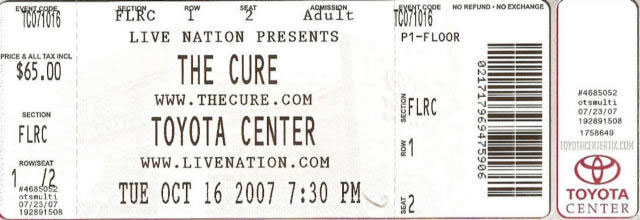 EVENT CODE SECTION ROW SEAT ADMISSION EVENT CODE NO REFUND • NO EXCHANGE
TC071016 FLRC 1 2 Adult TC071016
LIVE NATION PRESENTS
P1-FLOOR
PRICE & ALL TAX INCL
$65.00
THE CURE
WWW.THECURE.COM
SECTION
FLRC
TOYOTA CENTER
WWW.LIVENATION.COM
ROW/SEAT
1 /2
#4685052
otsmulti
07/23/07
192891508
TUE OCT 16 2007 7:30 PM
SECTION
FLRC
ROW
1
SEAT
2
021717969475906
#4685052
otsmulti
07/23/07
192891508
1758649
TOYOTACENTERTIX.COM
TOYOTA
CENTER